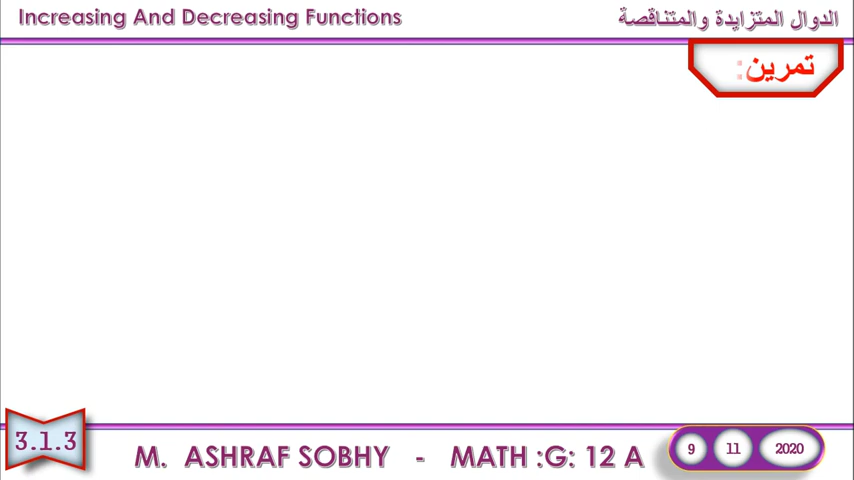 Increasing And Decreasing Functions
الدوال المتزايدة والمتناقصة
تمرين:
3.1.3
M. ASHRAF SOBHY - MATH :G: 12 A
9 11 2020